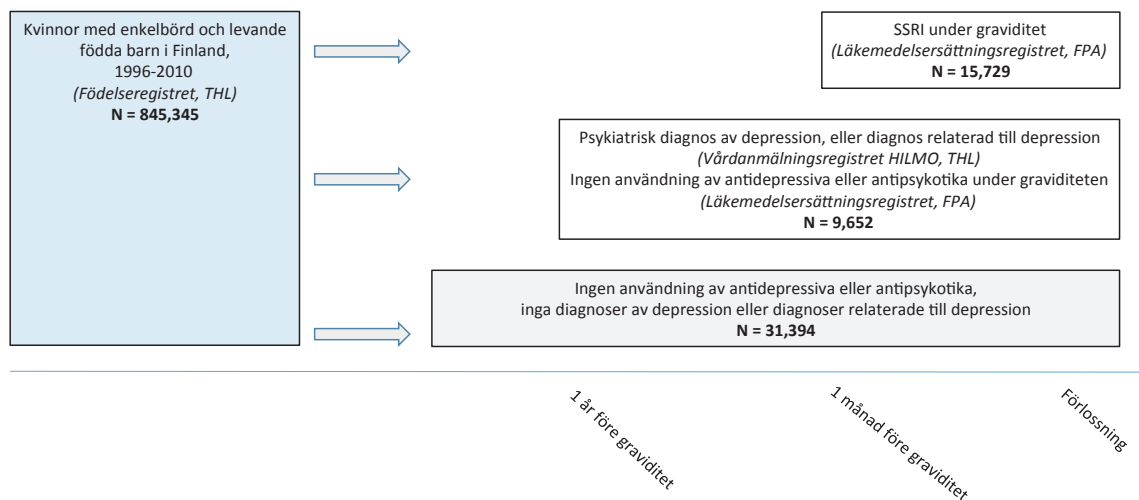 Kvinnor med enkelbörd och levande
födda barn i Finland,
1996-2010
(Födelseregistret, THL)
N = 845,345
SSRI under graviditet
(Läkemedelsersättningsregistret, FPA)
N = 15,729
Psykiatrisk diagnos av depression, eller diagnos relaterad till depression
(Vårdanmälningsregistret HILMO, THL)
Ingen användning av antidepressiva eller antipsykotika under graviditeten
(Läkemedelsersättningsregistret, FPA)
N = 9,652
Ingen användning av antidepressiva eller antipsykotika,
inga diagnoser av depression eller diagnoser relaterade till depression
N = 31,394
1 år före graviditet
1 månad före graviditet
Förlossning